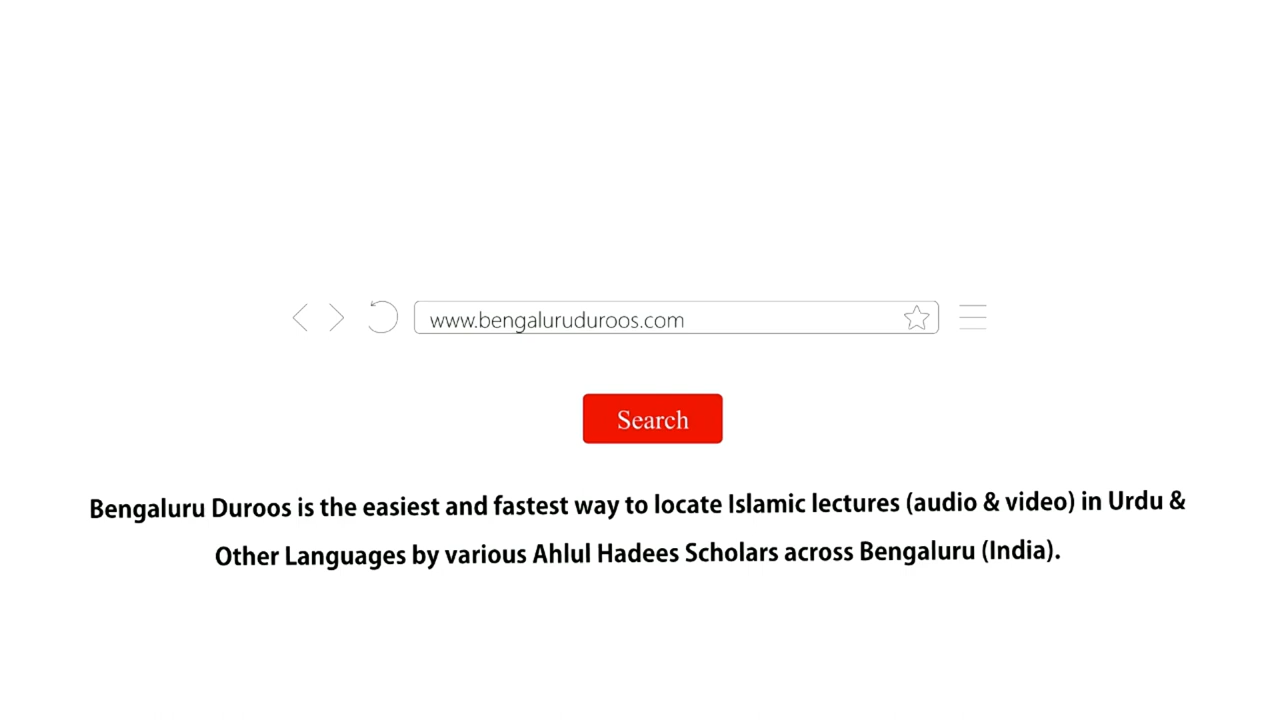 www.bengaluruduroos.com
Search
Bengaluru Duroos is the easiest and fastest way to locate Islamic lectures (audio & video) in Urdu &
Other Languages by various Ahlul Hadees Scholars across Bengaluru (India).